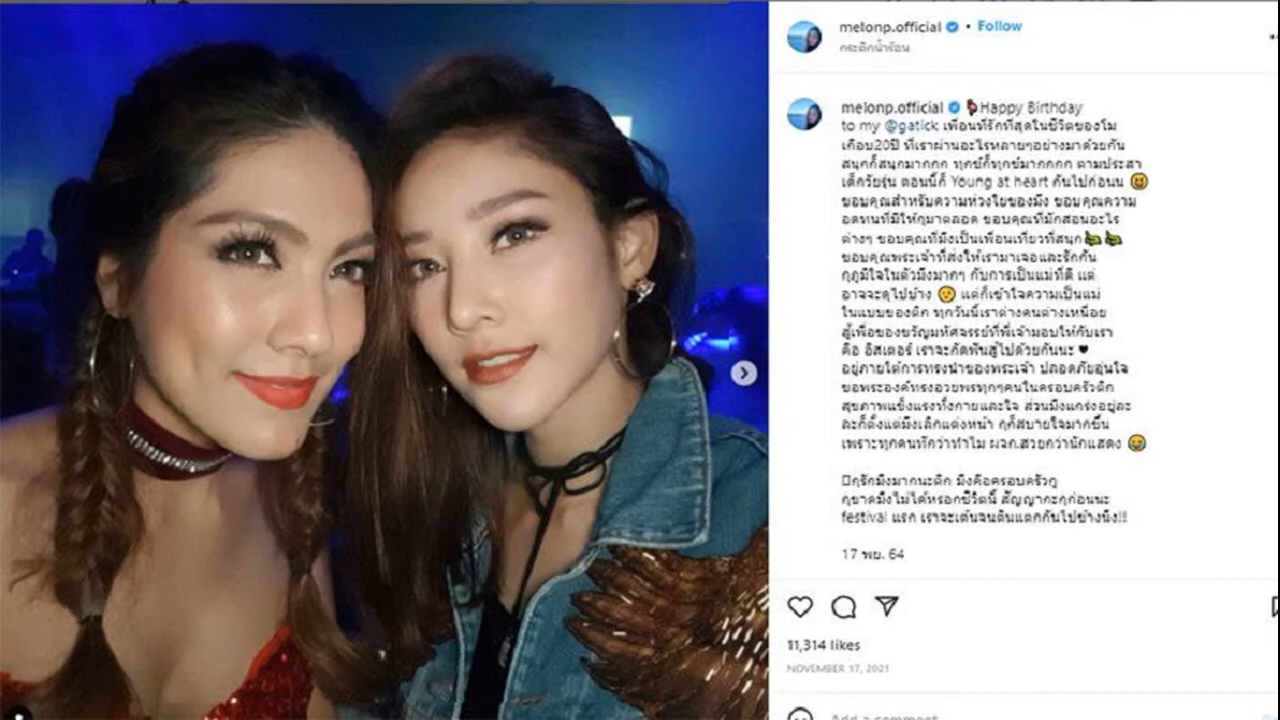 melonp.official • Follow
กระติกน้ำร้อน
melonp.official Happy Birthday
to my @gatick เพื่อนที่รักที่สุดในชีวิตของโม
เกือบ20ปี ที่เราผ่านอะไรหลายๆอย่างมาด้วยกัน
สนุกก็สนุกมากกก ทุกข์ก็ทุกข์มากกกก ตามประสา
เด็กวัยรุ่น ตอนนี้ก็ Young at heart กันไปก่อนน 😆
ขอบคุณสำหรับความห่วงใยของมึง ขอบคุณความ
อดทนที่มีให้กูมาตลอด ขอบคุณที่มักสอนอะไร
ต่างๆ ขอบคุณที่มึงเป็นเพื่อนเที่ยวที่สนุก
ขอบคุณพระเจ้าที่ส่งให้เรามาเจอและรักกัน
กูภูมิใจในตัวมึงมากๆ กับการเป็นแม่ที่ดี แต่
อาจจะดุไปบ้าง แต่ก็เข้าใจความเป็นแม่
ในแบบของติก ทุกวันนี้เราต่างคนต่างเหนื่อย
สู้เพื่อของขวัญมหัศจรรย์ที่พี่เจ้ามอบให้กับเรา
คือ อีสเตอร์ เราจะกัดฟันสู้ไปด้วยกันนะ ♥
อยู่ภายใต้การทรงนำของพระเจ้า ปลอดภัยอุ่นใจ
ขอพระองค์ทรงอวยพรทุกๆคนในครอบครัวติก
สุขภาพแข็งแรงทั้งกายและใจ ส่วนมึงแกร่งอยู่ละ
ละก็ตั้งแต่มึงเลิกแต่งหน้า กูก็สบายใจมากขึ้น
เพราะทุกคนทักว่าทำไม ผจก.สวยกว่านักแสดง 😂
กูรักมึงมากนะติก มึงคือครอบครัวกู
กูขาดมึงไม่ได้หรอกชีวิตนี้ สัญญากะกูก่อนนะ
festival แรก เราจะเต้นจนตีนแตกกันไปข้างนึง!!!
17 พย. 64
11,314 likes
NOVEMBER 17, 2021
Add a comment